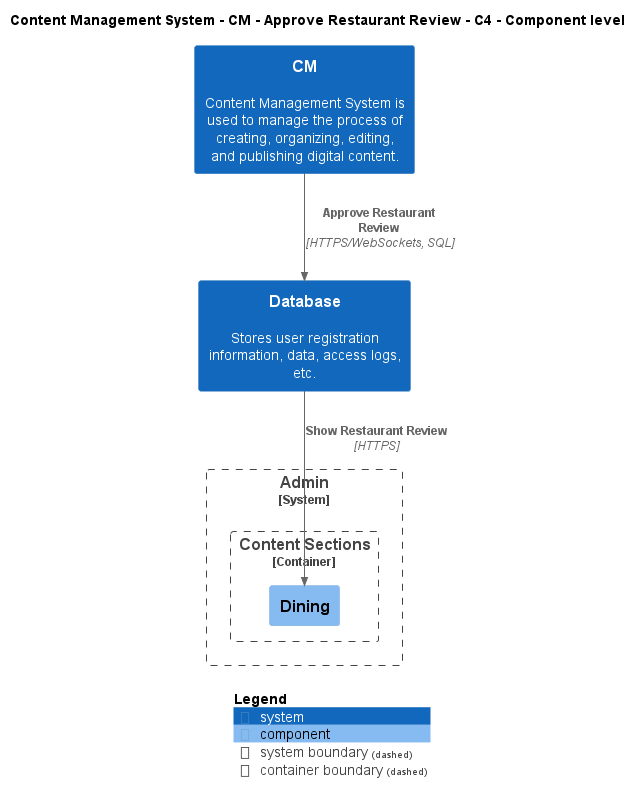 Content Management System - CM - Approve Restaurant Review - C4 - Component level
CM
Content Management System is
used to manage the process of
creating, organizing, editing,
and publishing digital content.
Approve Restaurant
Review
[HTTPS/WebSockets, SQL]
Database
Stores user registration
information, data, access logs,
etc.
Show Restaurant Review
[HTTPS]
Admin
[System]
Content Sections
[Container]
Dining
Legend
system
component
system boundary (dashed)
container boundary (dashed)